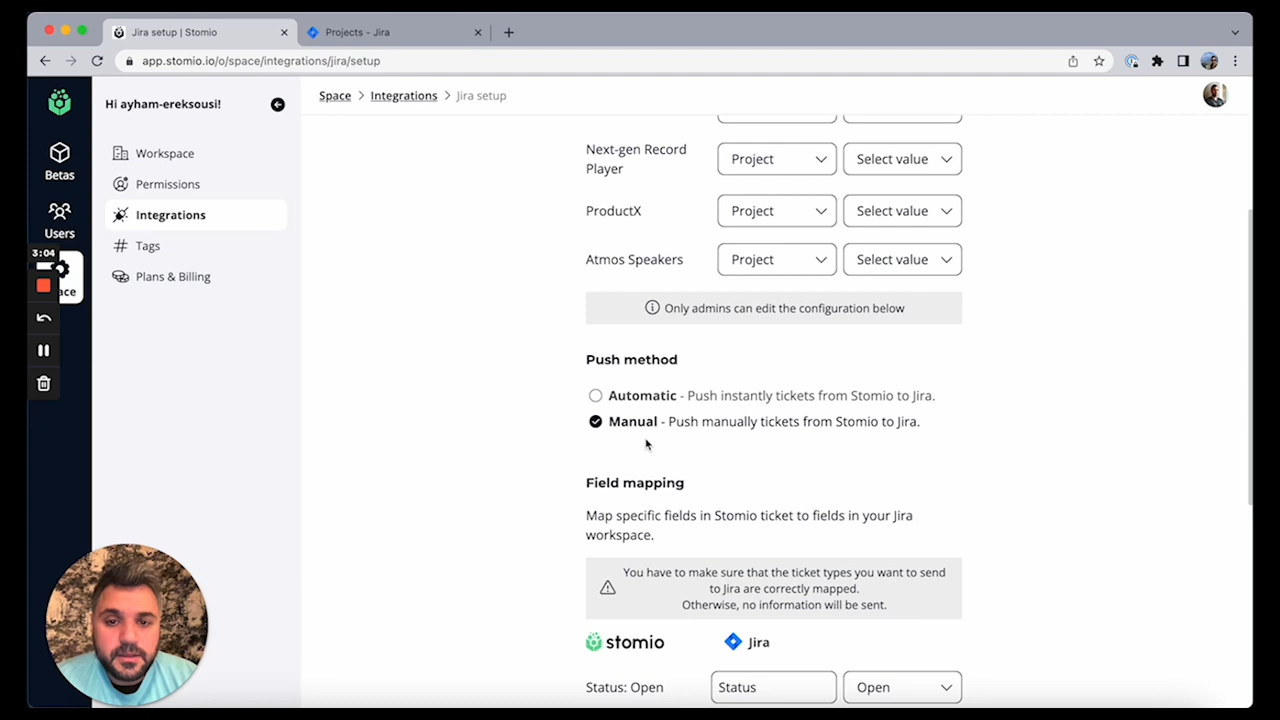 Jira setup | Stomio
Projects - Jira
app.stomio.io/o/space/integrations/jira/setup
Hi ayham-ereksousi!
Space > Integrations > Jira setup
Betas
Users
3:04
ace
Workspace
Permissions
Integrations
Tags
Plans & Billing
Next-gen Record
Player
Project
Select value
ProductX
Project
Select value
Atmos Speakers
Project
Select value
Only admins can edit the configuration below
Push method
Automatic - Push instantly tickets from Stomio to Jira.
Manual - Push manually tickets from Stomio to Jira.
Field mapping
Map specific fields in Stomio ticket to fields in your Jira
workspace.
You have to make sure that the ticket types you want to send
to Jira are correctly mapped.
Otherwise, no information will be sent.
stomio
Jira
Status: Open
Status
Open